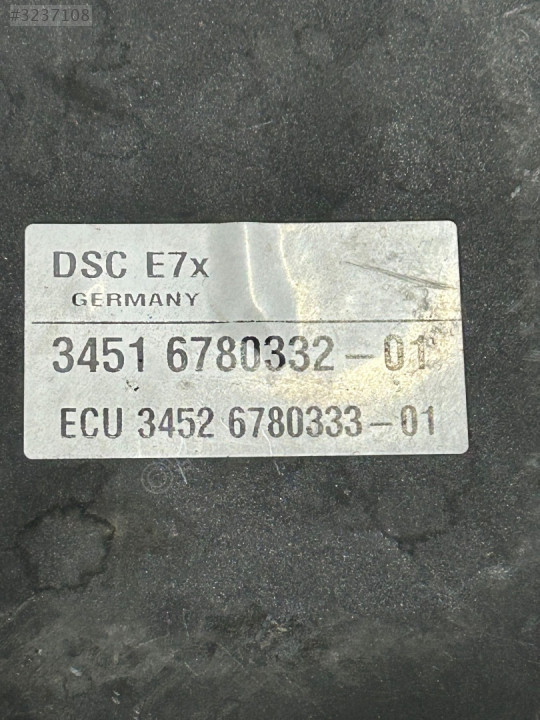 #3237108
DSC E7x
GERMANY
3451 6780332-01
ECU 3452 6780333-01